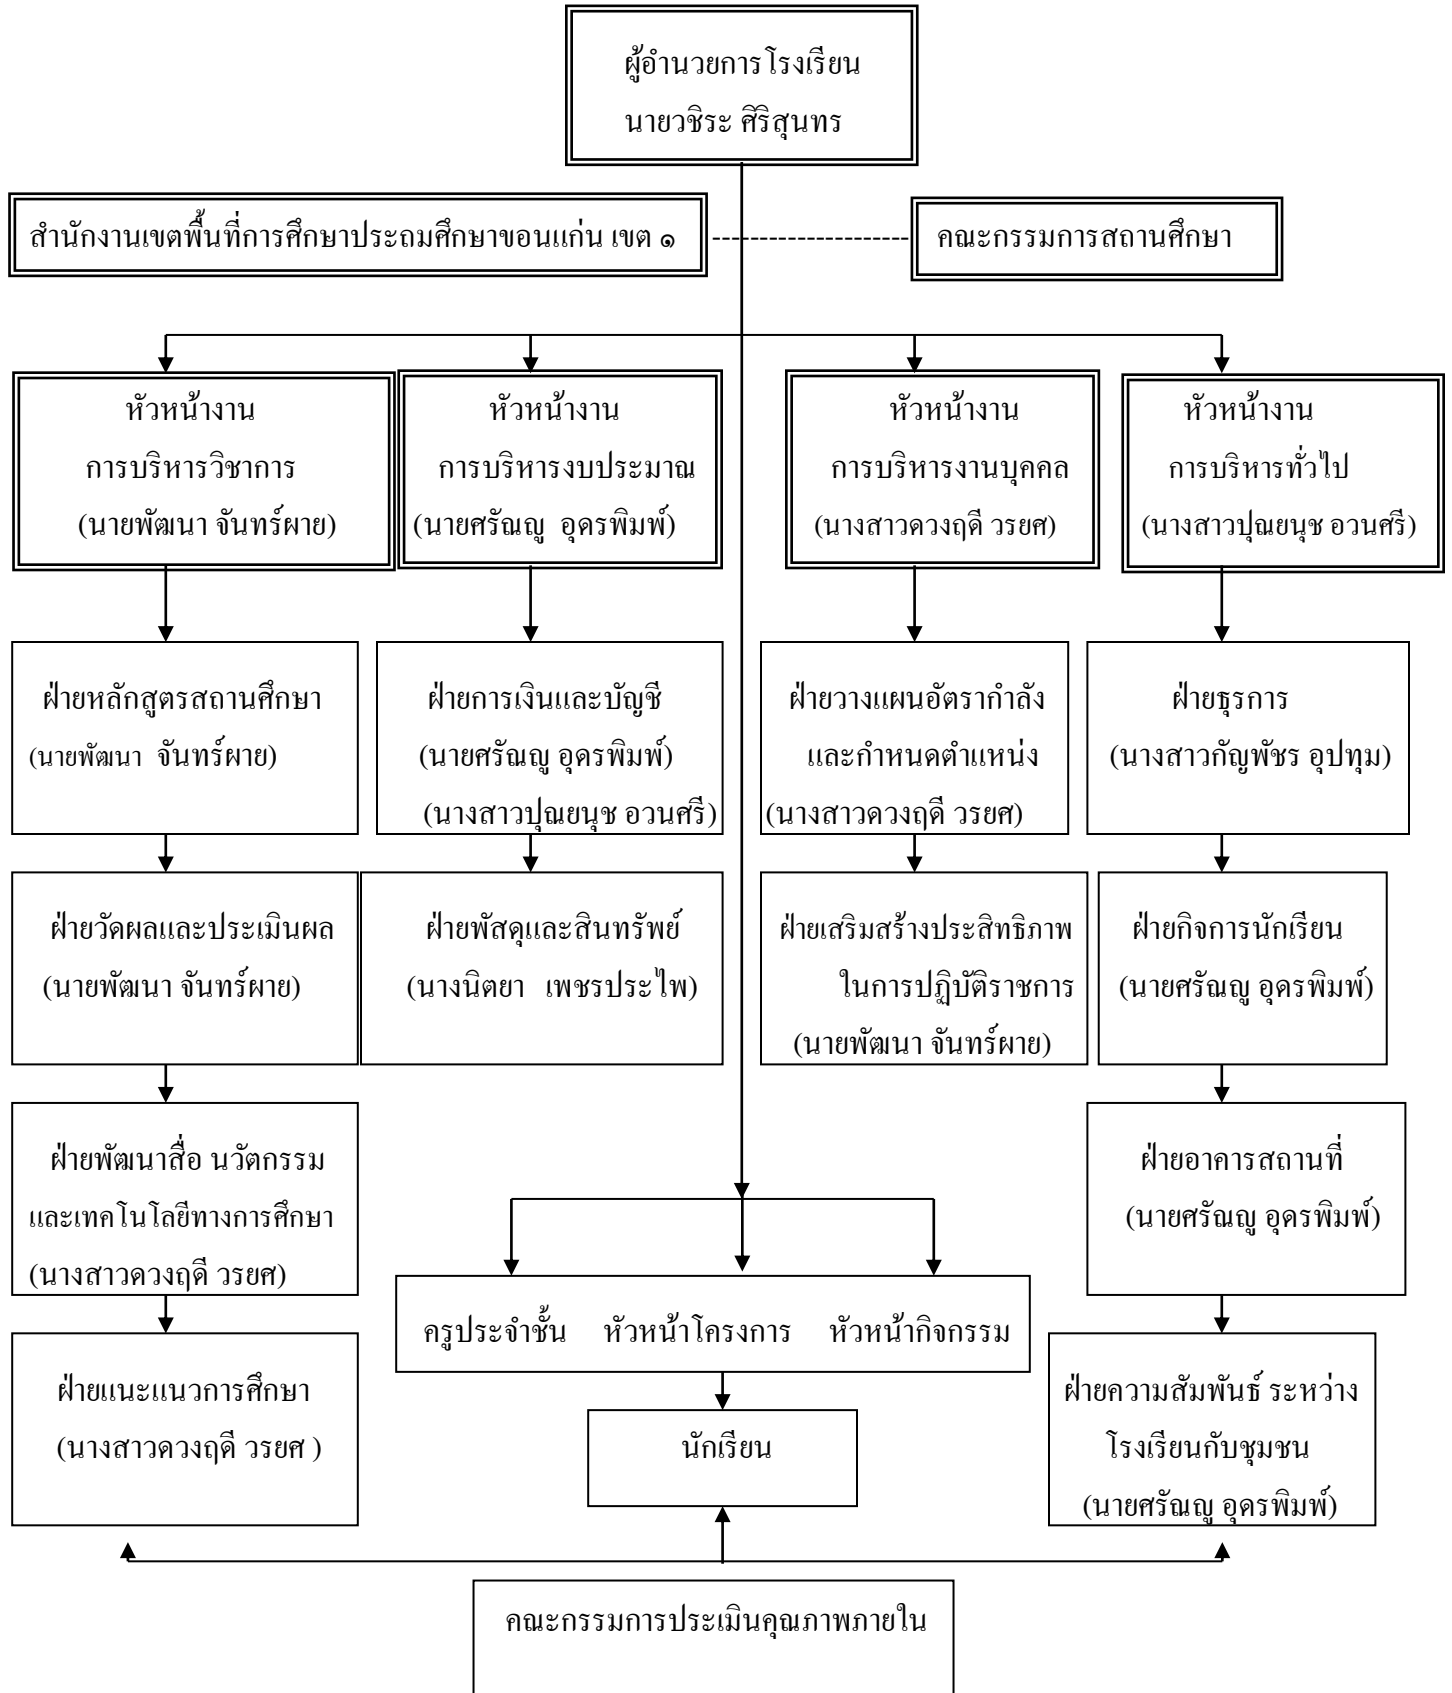 ผู้อำนวยการโรงเรียน
นายวชิระ ศิริสุนทร
สำนักงานเขตพื้นที่การศึกษาประถมศึกษาขอนแก่น เขต ๑
คณะกรรมการสถานศึกษา
หัวหน้างาน
การบริหารวิชาการ
(นายพัฒนา จันทร์ผาย)
หัวหน้างาน
การบริหารงบประมาณ
(นายศรัณญู อุดรพิมพ์)
หัวหน้างาน
การบริหารงานบุคคล
(นางสาวดวงฤดี วรยศ)
หัวหน้างาน
การบริหารทั่วไป
(นางสาวปุณยนุช อวนศรี)
ฝ่ายหลักสูตรสถานศึกษา
(นายพัฒนา จันทร์ผาย)
ฝ่ายการเงินและบัญชี
(นายศรัณญู อุดรพิมพ์)
(นางสาวปุณยนุช อวนศรี)
ฝ่ายวางแผนอัตรากำลัง
และกำหนดตำแหน่ง
(นางสาวดวงฤดี วรยศ)
ฝ่ายธุรการ
(นางสาวกัญพัชร อุปทุม)
ฝ่ายวัดผลและประเมินผล
(นายพัฒนา จันทร์ผาย)
ฝ่ายพัสดุและสินทรัพย์
(นางนิตยา เพชรประไพ)
ฝ่ายเสริมสร้างประสิทธิภาพ
ในการปฏิบัติราชการ
(นายพัฒนา จันทร์ผาย)
ฝ่ายกิจการนักเรียน
(นายศรัณญู อุดรพิมพ์)
ฝ่ายพัฒนาสื่อ นวัตกรรม
และเทคโนโลยีทางการศึกษา
(นางสาวดวงฤดี วรยศ)
ฝ่ายอาคารสถานที่
(นายศรัณญู อุดรพิมพ์)
ครูประจำชั้น หัวหน้าโครงการ หัวหน้ากิจกรรม
ฝ่ายแนะแนวการศึกษา
(นางสาวดวงฤดี วรยศ )
นักเรียน
ฝ่ายความสัมพันธ์ ระหว่าง
โรงเรียนกับชุมชน
(นายศรัณญู อุดรพิมพ์)
คณะกรรมการประเมินคุณภาพภายใน